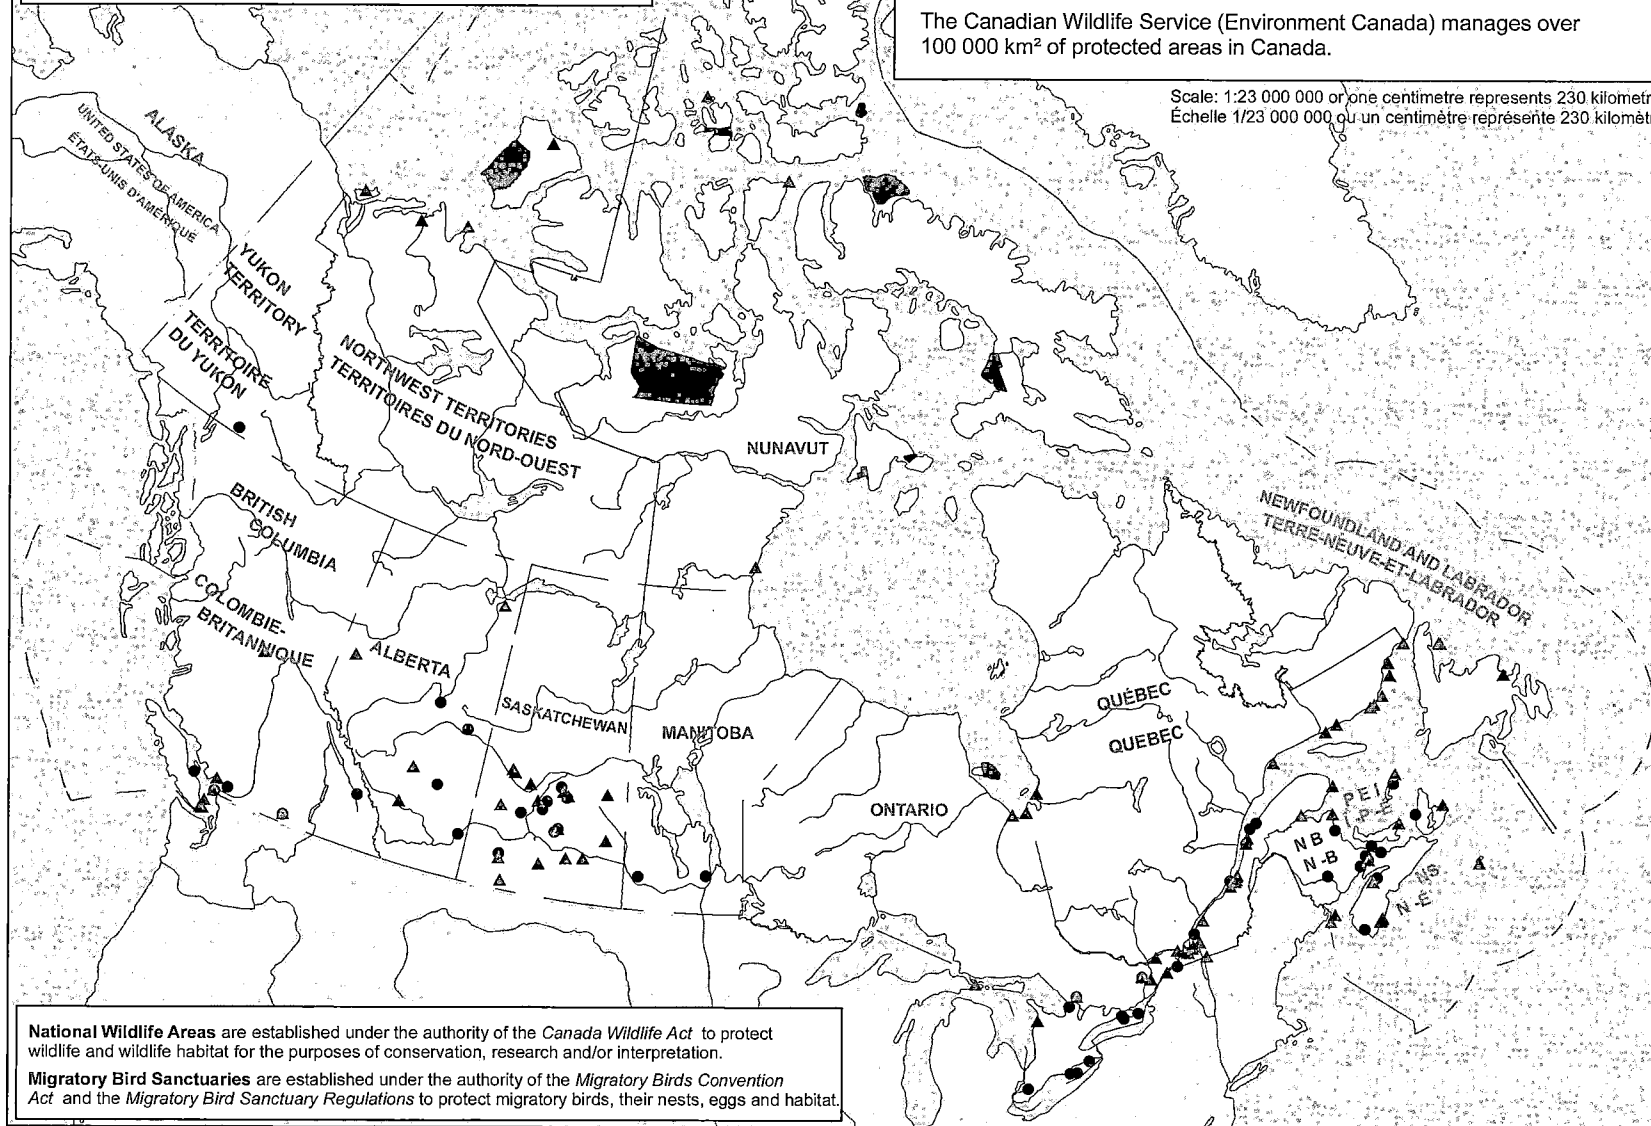 The Canadian Wildlife Service (Environment Canada) manages over
100 000 km² of protected areas in Canada.
Scale: 1:23 000 000 or one centimetre represents 230 kilometr
Échelle 1/23 000 000 ou un centimètre représente 230 kilomèt
ALASKA
UNITED STATES OF AMERICA
ÉTATS-UNIS D'AMÉRIQUE
YUKON
TERRITORY
TERRITOIRE
DU YUKON
NORTHWEST TERRITORIES
TERRITOIRES DU NORD-OUEST
NUNAVUT
BRITISH
COLUMBIA
COLOMBIE-
BRITANNIQUE
ALBERTA
SASKATCHEWAN
MANITOBA
ONTARIO
QUÉBEC
QUEBEC
NEWFOUNDLAND AND LABRADOR
TERRE-NEUVE-ET-LABRADOR
PEI
NB
N-B
NS
N-É
National Wildlife Areas are established under the authority of the Canada Wildlife Act to protect
wildlife and wildlife habitat for the purposes of conservation, research and/or interpretation.
Migratory Bird Sanctuaries are established under the authority of the Migratory Birds Convention
Act and the Migratory Bird Sanctuary Regulations to protect migratory birds, their nests, eggs and habitat.